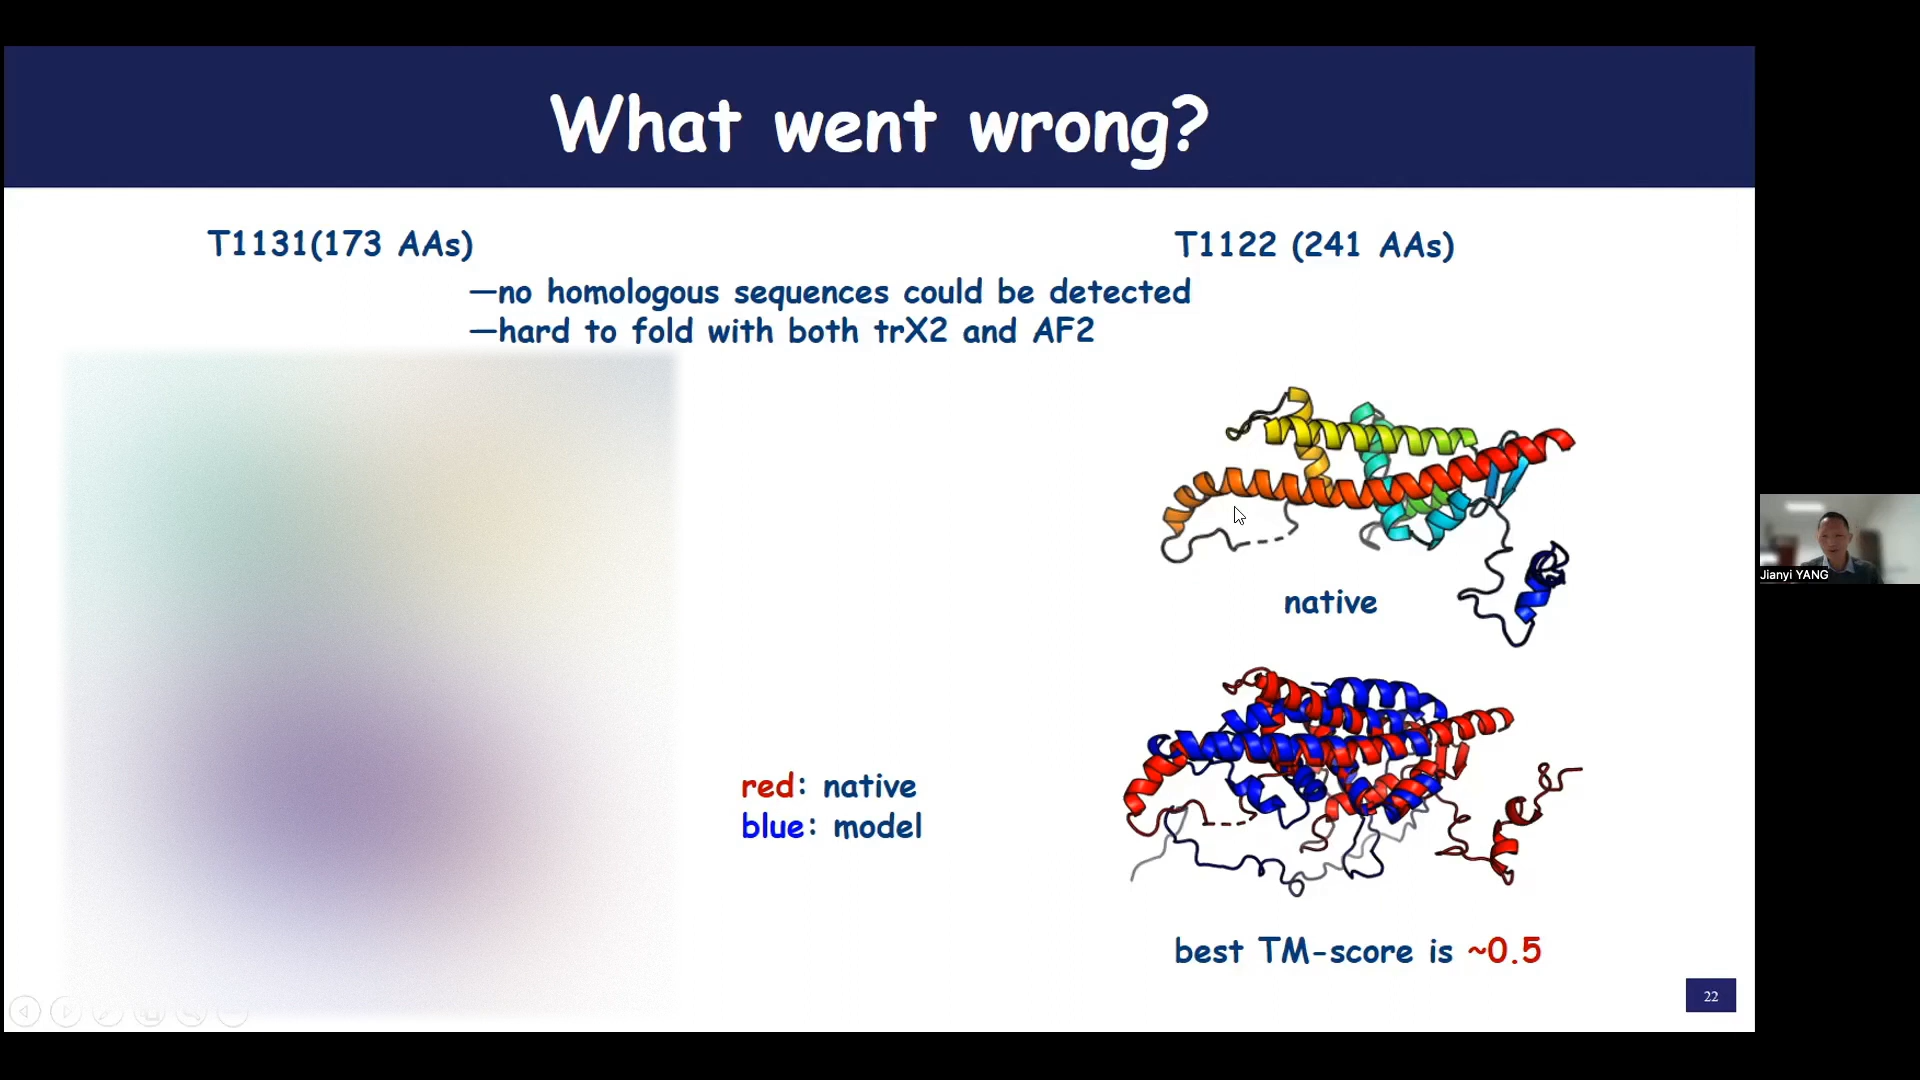 What went wrong?
T1131(173 AAs)
T1122 (241 AAs)
—no homologous sequences could be detected
—hard to fold with both trX2 and AF2
native
red: native
blue: model
best TM-score is ~0.5
22
Jianyi YANG